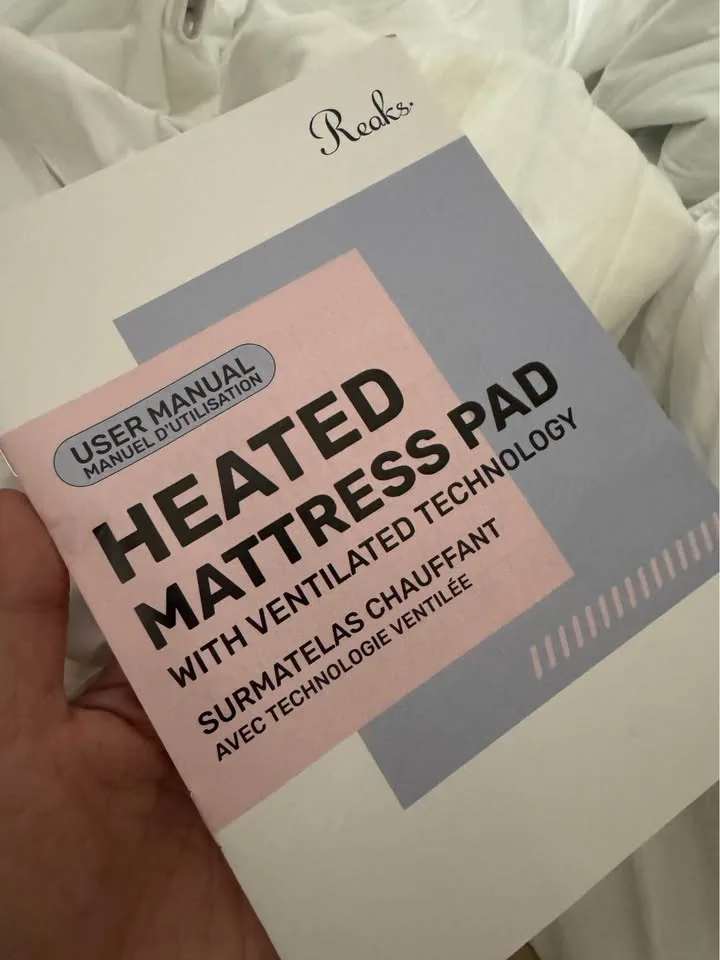 Reaks.
USER MANUAL
MANUEL D'UTILISATION
HEATED
MATTRESS PAD
WITH VENTILATED TECHNOLOGY
SURMATELAS CHAUFFANT
AVEC TECHNOLOGIE VENTILÉE